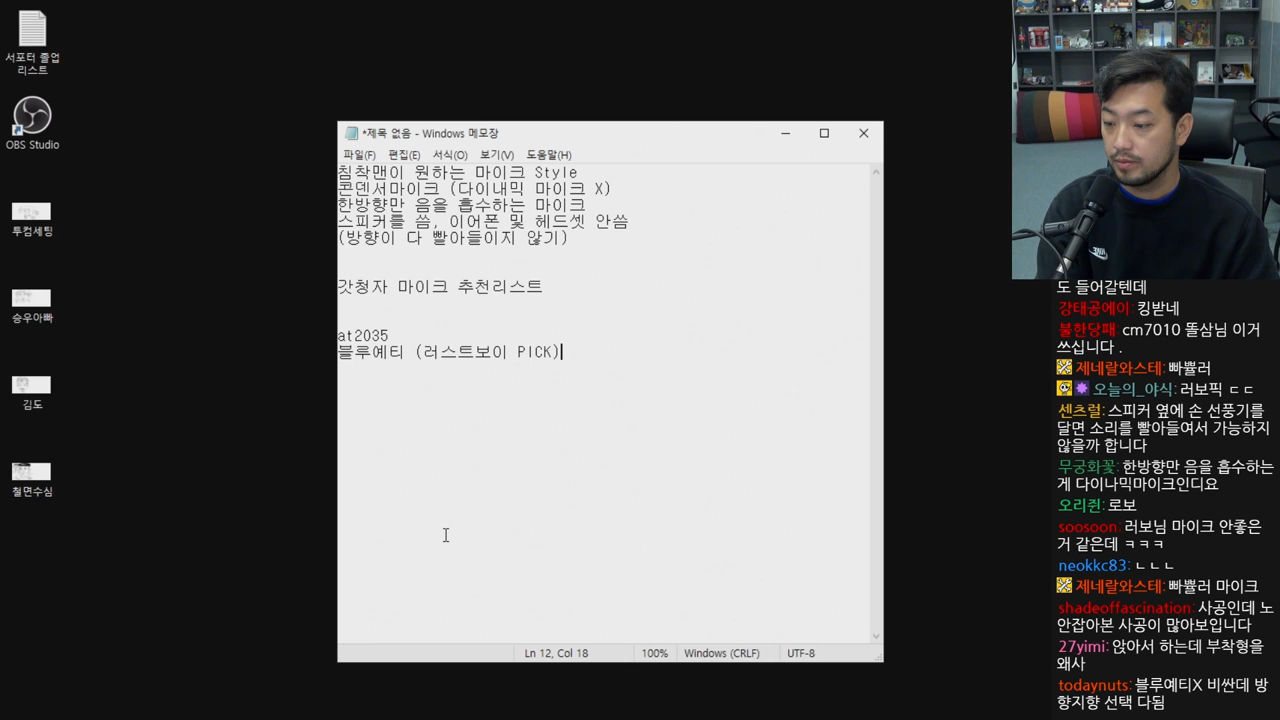 서포터 졸업
리스트
OBS Studio
투컴세팅
승우아빠
김도
철면수심
*제목 없음 - Windows 메모장
파일(F) 편집(E) 서식(O) 보기(V) 도움말(H)
침착맨이 원하는 마이크 Style
콘덴서마이크 (다이내믹 마이크 X)
한방향만 음을 흡수하는 마이크
스피커를 씀, 이어폰 및 헤드셋 안씀
(방향이 다 빨아들이지 않기)
갓청자 마이크 추천리스트
at2035
블루예티 (러스트보이 PICK)
Ln 12, Col 18 100% Windows (CRLF) UTF-8
도 들어갈텐데
강태공에이: 킹받네
불한당패: cm7010 똘삼님 이거
쓰십니다 .
제네랄와스테: 빠쀨러
오늘의_야식: 러보픽 ㄷㄷ
센츠럴: 스피커 옆에 손 선풍기를
달면 소리를 빨아들여서 가능하지
않을까 합니다
무궁화꽃: 한방향만 음을 흡수하는
게 다이나믹마이크인디요
오리쥔: 로보
soosoon: 러보님 마이크 안좋은
거 같은데 ㅋㅋㅋ
neokkc83: ㄴㄴㄴ
제네랄와스테: 빠쀨러 마이크
shadeoffascination: 사공인데 노
안잡아본 사공이 많아보입니다
27yimi: 앉아서 하는데 부착형을
왜사
todaynuts: 블루예티X 비싼데 방
향지향 선택 다됨